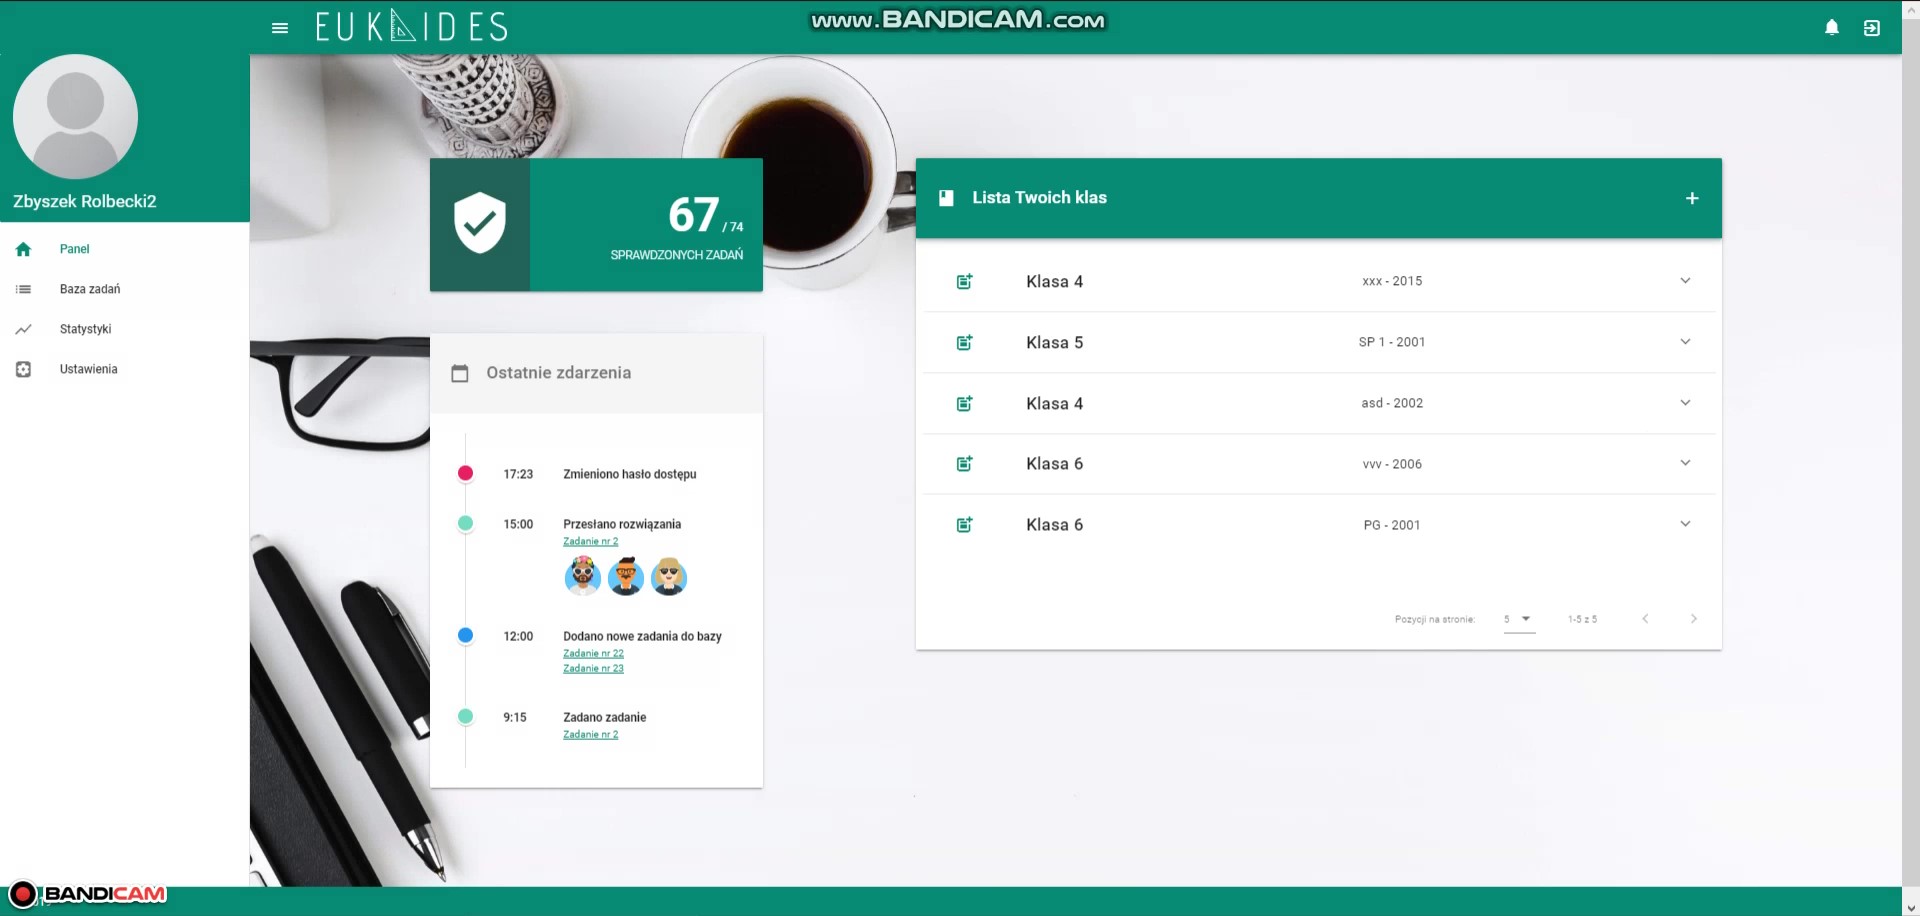 EUKLIDES
www.BANDICAM.com
Zbyszek Rolbecki2
Panel
Baza zadań
Statystyki
Ustawienia
67 / 74
SPRAWDZONYCH ZADAŃ
Ostatnie zdarzenia
17:23 Zmieniono hasło dostępu
15:00 Przesłano rozwiązania
Zadanie nr 2
12:00 Dodano nowe zadania do bazy
Zadanie nr 22
Zadanie nr 23
9:15 Zadano zadanie
Zadanie nr 2
Lista Twoich klas
Klasa 4 xxx - 2015
Klasa 5 SP 1 - 2001
Klasa 4 asd - 2002
Klasa 6 vvv - 2006
Klasa 6 PG - 2001
Pozycji na stronie: 5 1-5 z 5
BANDICAM